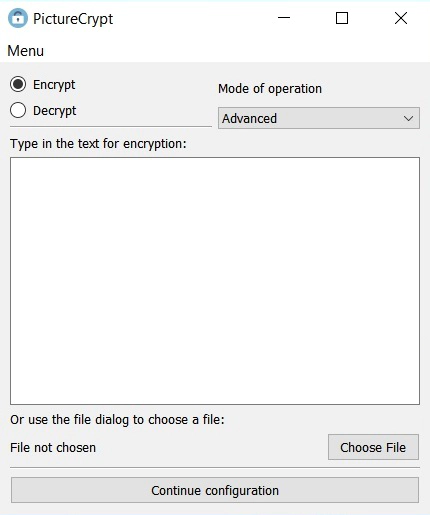 PictureCrypt
Menu
Encrypt
Decrypt
Mode of operation
Advanced
Type in the text for encryption:
Or use the file dialog to choose a file:
File not chosen
Choose File
Continue configuration